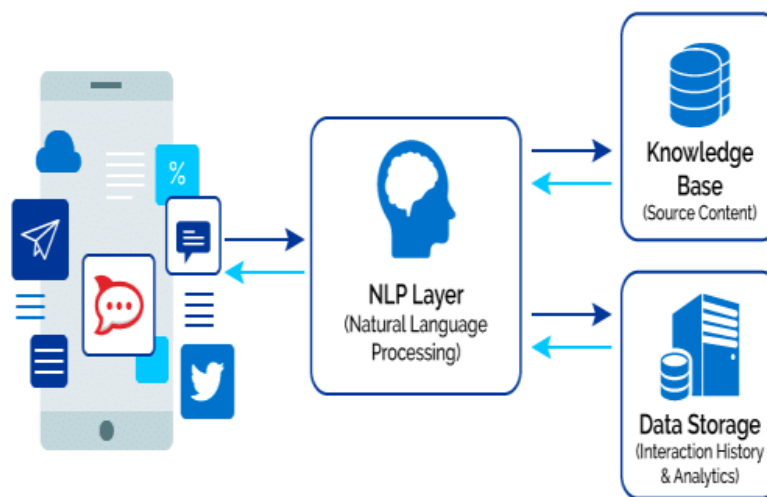 %
NLP Layer
(Natural Language
Processing)
Knowledge
Base
(Source Content)
Data Storage
(Interaction History
& Analytics)